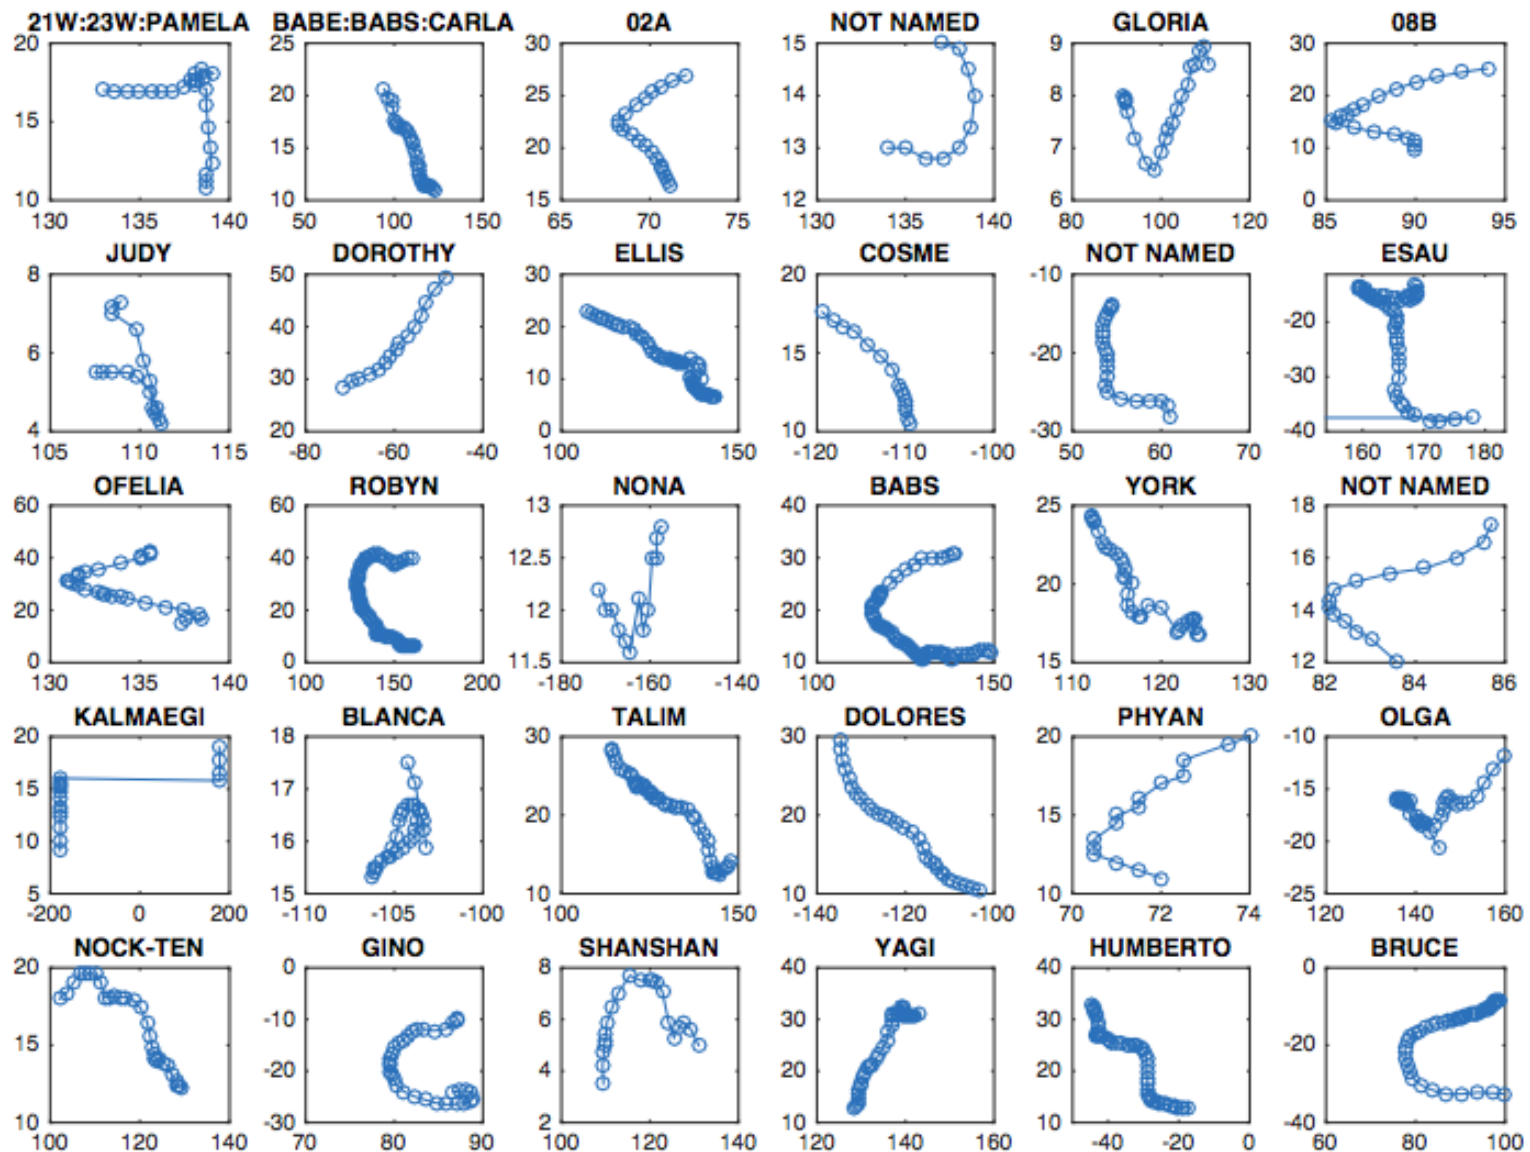 21W:23W:PAMELA
20
15
10
130 135 140
BABE:BABS:CARLA
25
20
15
10
50 100 150
02A
30
25
20
15
65 70 75
NOT NAMED
15
14
13
12
130 135 140
GLORIA
9
8
7
6
80 100 120
08B
30
20
10
0
85 90 95
JUDY
8
6
4
105 110 115
DOROTHY
50
40
30
20
-80 -60 -40
ELLIS
30
20
10
0
100 150
COSME
20
15
10
-120 -110 -100
NOT NAMED
-10
-20
-30
50 60 70
ESAU
-20
-30
-40
160 170 180
OFELIA
60
40
20
0
130 135 140
ROBYN
60
40
20
0
100 150 200
NONA
13
12.5
12
11.5
-180 -160 -140
BABS
40
30
20
10
100 150
YORK
25
20
15
110 120 130
NOT NAMED
18
16
14
12
82 84 86
KALMAEGI
20
15
10
5
-200 0 200
BLANCA
18
17
16
15
-110 -105 -100
TALIM
30
20
10
100 150
DOLORES
30
20
10
-140 -120 -100
PHYAN
20
15
10
70 72 74
OLGA
-10
-15
-20
-25
120 140 160
NOCK-TEN
20
15
10
100 120 140
GINO
0
-10
-20
-30
70 80 90
SHANSHAN
8
6
4
2
100 120 140
YAGI
40
30
20
10
120 140 160
HUMBERTO
40
30
20
10
-40 -20 0
BRUCE
0
-20
-40
60 80 100